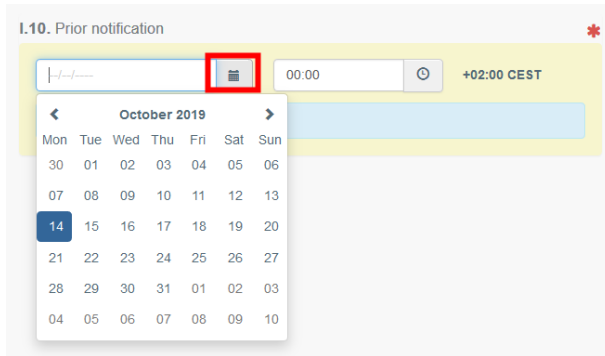 I.10. Prior notification *
--/--/---- 00:00 +02:00 CEST
October 2019
Mon Tue Wed Thu Fri Sat Sun
30 01 02 03 04 05 06
07 08 09 10 11 12 13
14 15 16 17 18 19 20
21 22 23 24 25 26 27
28 29 30 31 01 02 03
04 05 06 07 08 09 10